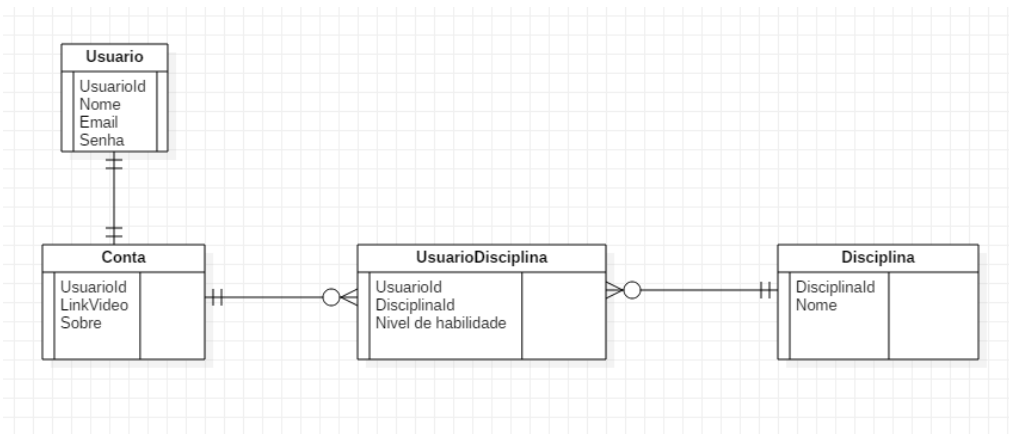 Usuario
UsuarioId
Nome
Email
Senha
Conta
UsuarioId
LinkVideo
Sobre
UsuarioDisciplina
UsuarioId
DisciplinaId
Nivel de habilidade
Disciplina
DisciplinaId
Nome